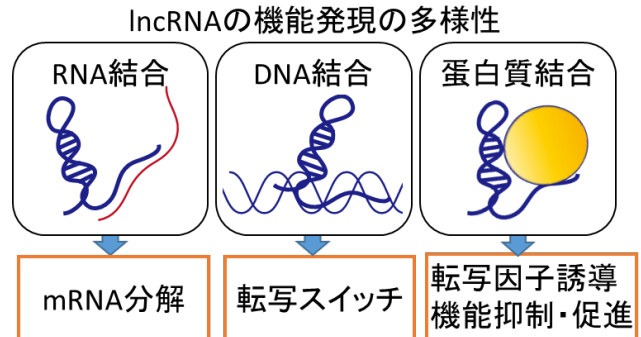 lncRNAの機能発現の多様性
RNA結合
DNA結合
蛋白質結合
mRNA分解
転写スイッチ
転写因子誘導
機能抑制・促進